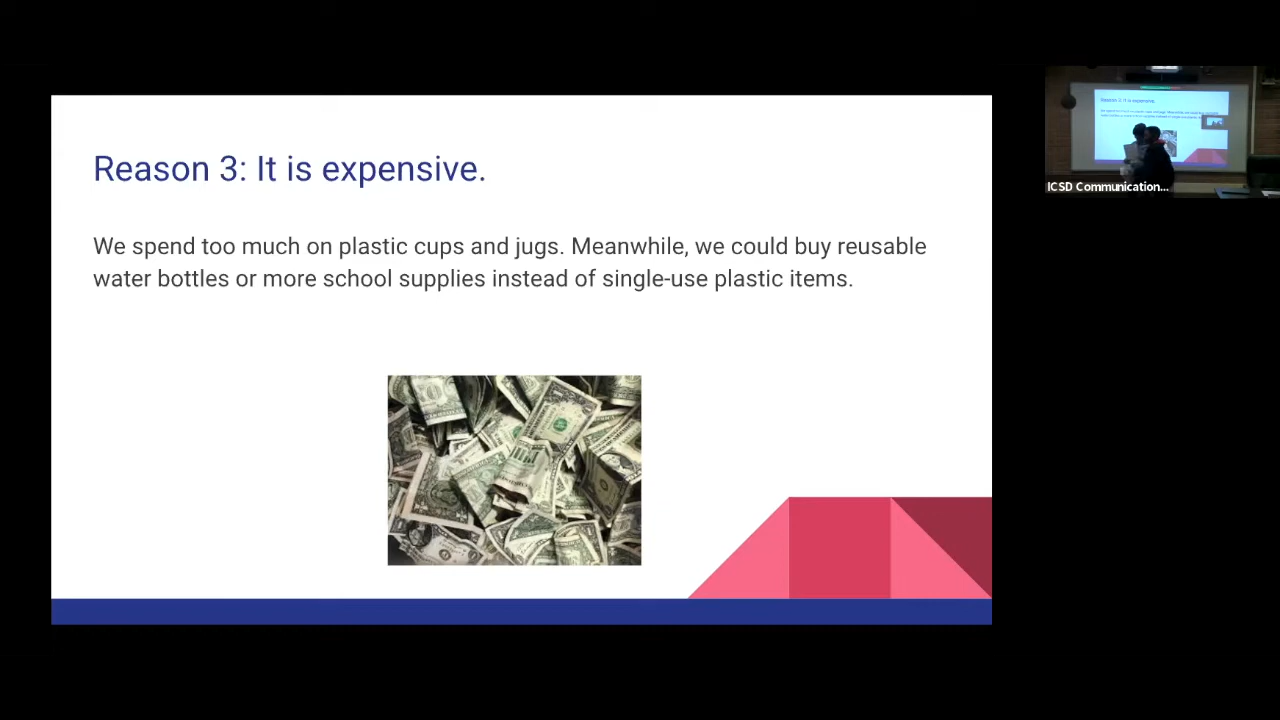 Reason 3: It is expensive.
We spend too much on plastic cups and jugs. Meanwhile, we could buy reusable
water bottles or more school supplies instead of single-use plastic items.
ICSD Communication...